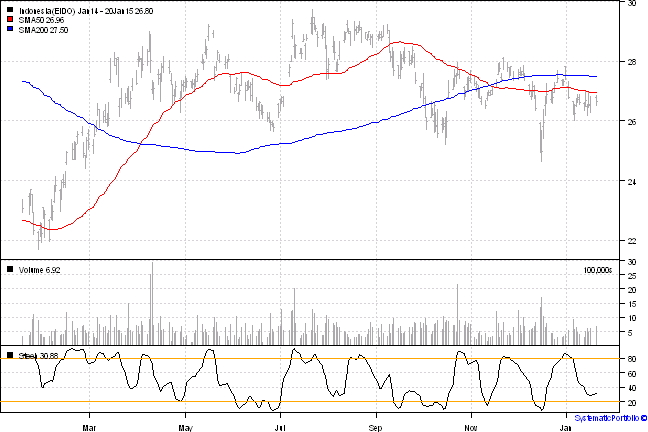 Indonesia(EIDO) Jan14 - 20Jan15 26.80
SMA50 26.96
SMA200 27.50
30
28
26
24
22
Volume 6.92
100,000s
30
25
20
15
10
5
Stoch 30.88
80
60
40
20
Mar May Jul Sep Nov Jan
SystematicPortfolio ©